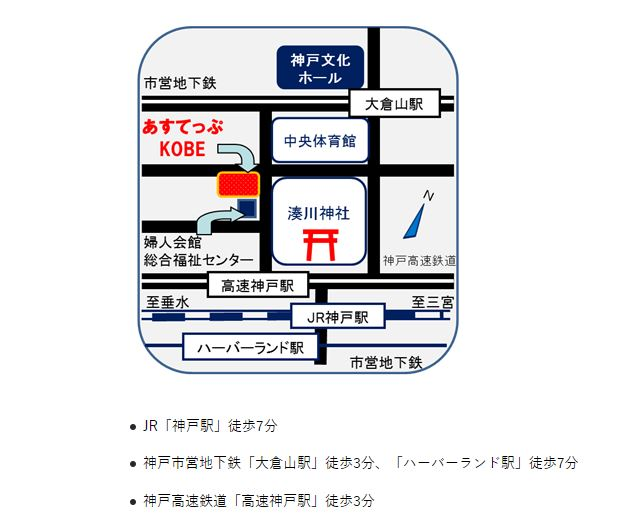 神戸文化
ホール
市営地下鉄
大倉山駅
あすてっぷ
KOBE
中央体育館
N
湊川神社
婦人会館
総合福祉センター
神戸高速鉄道
高速神戸駅
至垂水
至三宮
JR神戸駅
ハーバーランド駅
市営地下鉄
● JR「神戸駅」徒歩7分
● 神戸市営地下鉄「大倉山駅」徒歩3分、「ハーバーランド駅」徒歩7分
● 神戸高速鉄道「高速神戸駅」徒歩3分